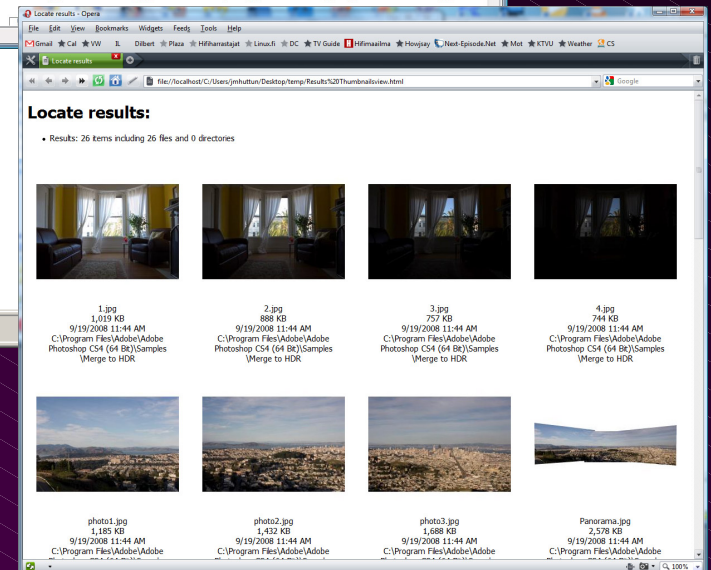 Locate results - Opera
File Edit View Bookmarks Widgets Feeds Tools Help
Gmail Cal VW IL Dilbert Plaza Hifiharrastajat Linux.fi DC TV Guide Hifimaailma Howjsay Next-Episode.Net Mot KTVU Weather CS
Locate results
file://localhost/C:/Users/jmhuttun/Desktop/temp/Results%20Thumbnailsview.html Google
Locate results:
• Results: 26 items including 26 files and 0 directories
1.jpg 2.jpg 3.jpg 4.jpg
1,019 KB 888 KB 757 KB 744 KB
9/19/2008 11:44 AM 9/19/2008 11:44 AM 9/19/2008 11:44 AM 9/19/2008 11:44 AM
C:\Program Files\Adobe\Adobe C:\Program Files\Adobe\Adobe C:\Program Files\Adobe\Adobe C:\Program Files\Adobe\Adobe
Photoshop CS4 (64 Bit)\Samples Photoshop CS4 (64 Bit)\Samples Photoshop CS4 (64 Bit)\Samples Photoshop CS4 (64 Bit)\Samples
\Merge to HDR \Merge to HDR \Merge to HDR \Merge to HDR
photo1.jpg photo2.jpg photo3.jpg Panorama.jpg
1,185 KB 1,432 KB 1,688 KB 2,578 KB
9/19/2008 11:44 AM 9/19/2008 11:44 AM 9/19/2008 11:44 AM 9/19/2008 11:44 AM
C:\Program Files\Adobe\Adobe C:\Program Files\Adobe\Adobe C:\Program Files\Adobe\Adobe C:\Program Files\Adobe\Adobe
100%